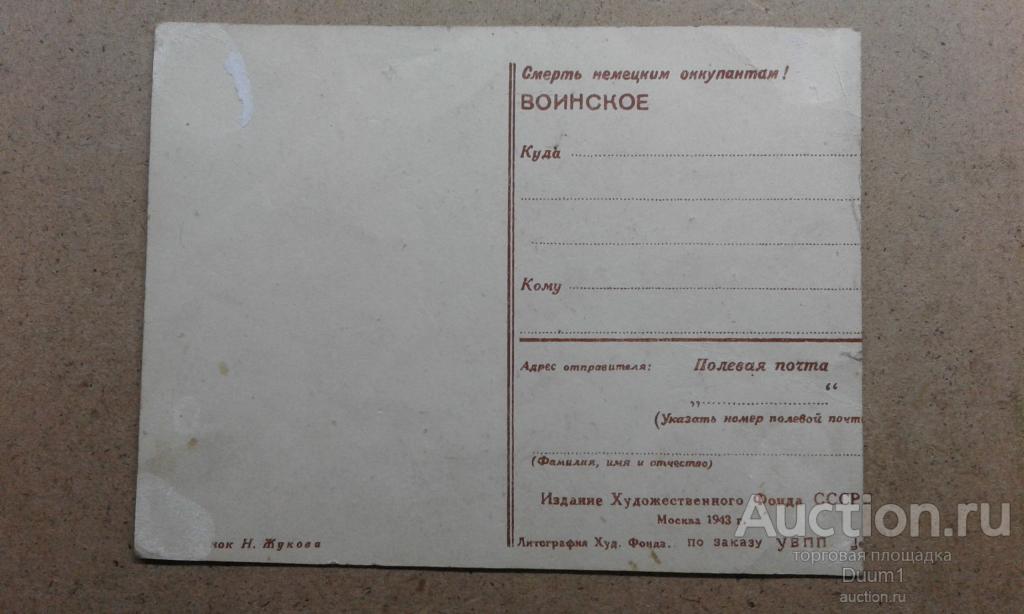 Смерть немецким оккупантам!
ВОИНСКОЕ
Куда
Кому
Адрес отправителя: Полевая почта
„ “
(Указать номер полевой почт
(Фамилия, имя и отчество)
Издание Художественного Фонда СССР
Москва 1943 г.
нок Н. Жукова
Литография Худ. Фонда. по заказу УВПП
Auction.ru
торговая площадка
Duum1
auction.ru